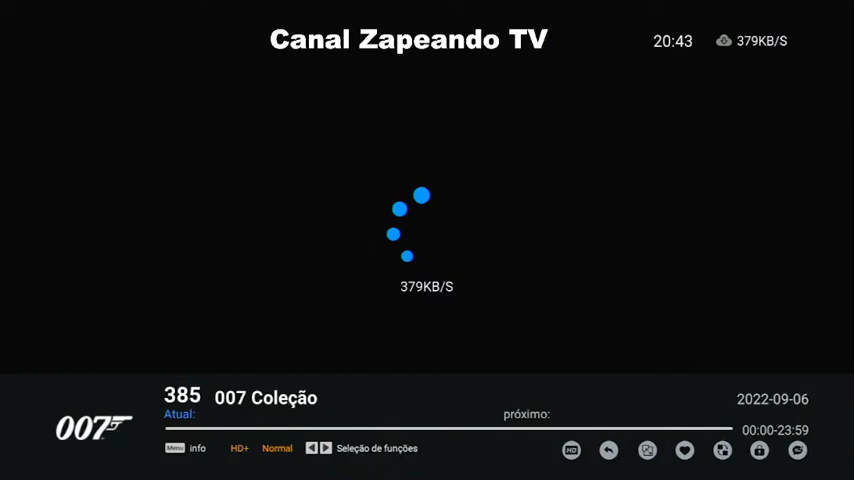 Canal Zapeando TV
20:43
379KB/S
379KB/S
385 007 Coleção
2022-09-06
Atual:
próximo:
007
00:00-23:59
Menu info HD+ Normal Seleção de funções
HD